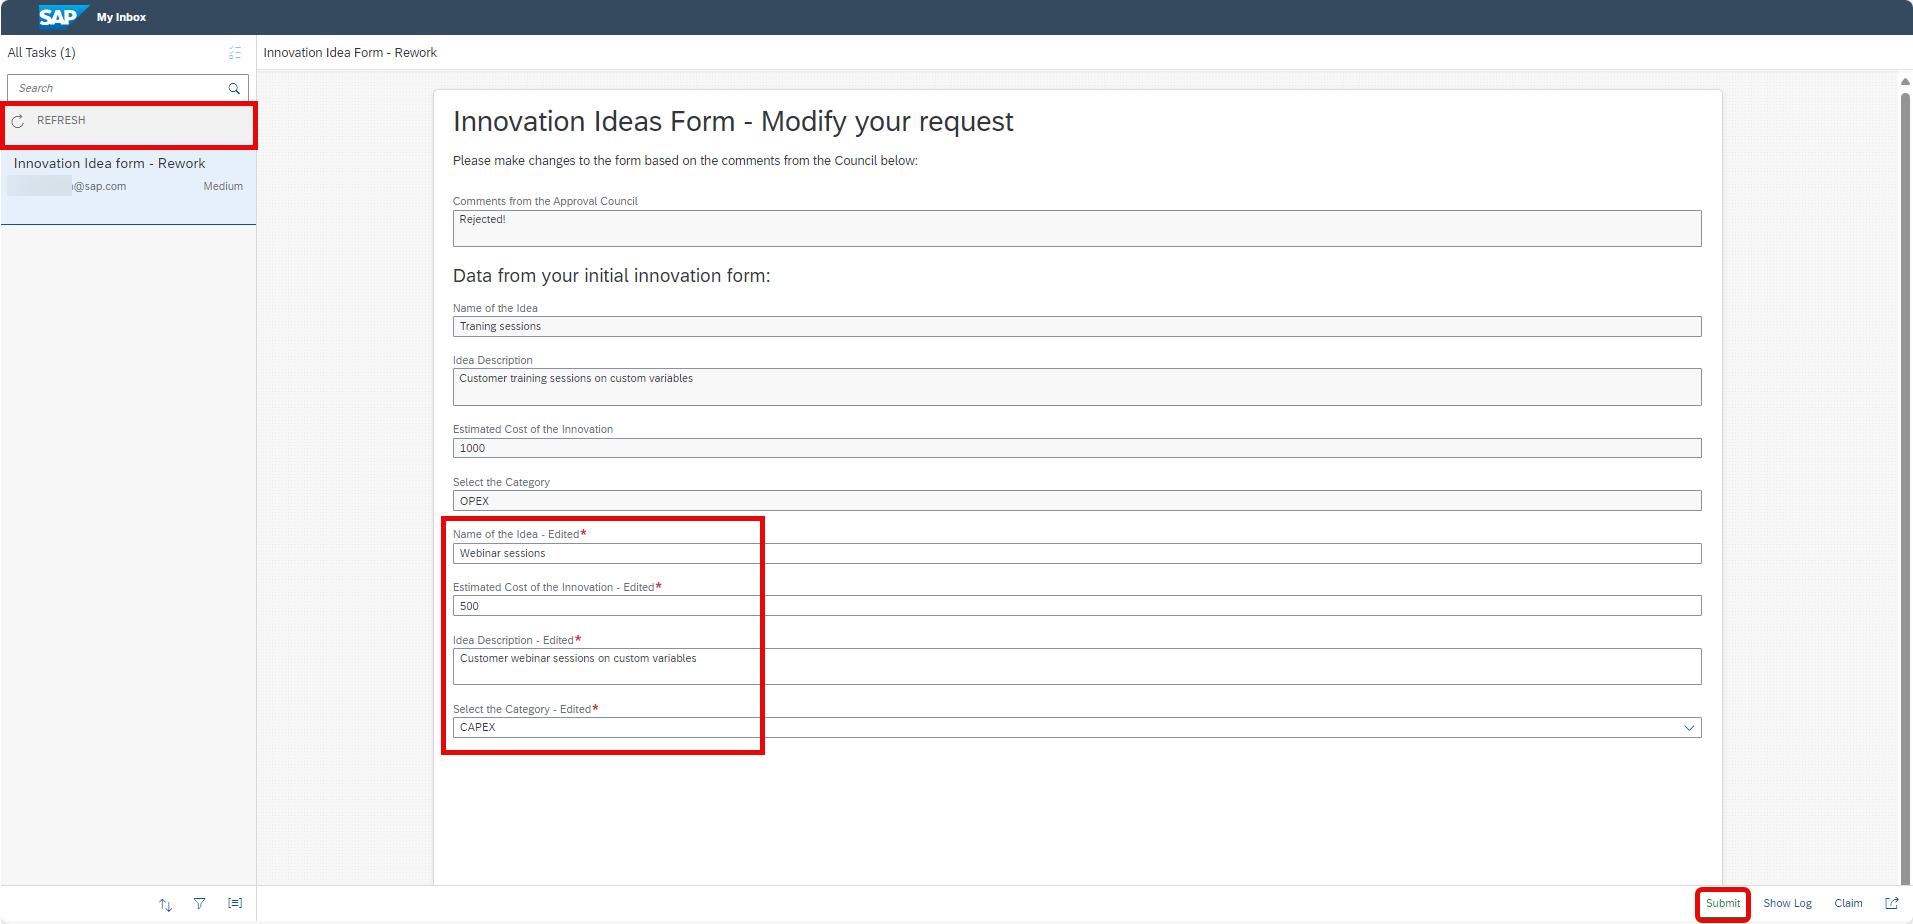 SAP My Inbox
All Tasks (1)
Innovation Idea Form - Rework
Search
REFRESH
Innovation Idea form - Rework
@sap.com Medium
Innovation Ideas Form - Modify your request
Please make changes to the form based on the comments from the Council below:
Comments from the Approval Council
Rejected!
Data from your initial innovation form:
Name of the Idea
Traning sessions
Idea Description
Customer training sessions on custom variables
Estimated Cost of the Innovation
1000
Select the Category
OPEX
Name of the Idea - Edited*
Webinar sessions
Estimated Cost of the Innovation - Edited*
500
Idea Description - Edited*
Customer webinar sessions on custom variables
Select the Category - Edited*
CAPEX
Submit Show Log Claim